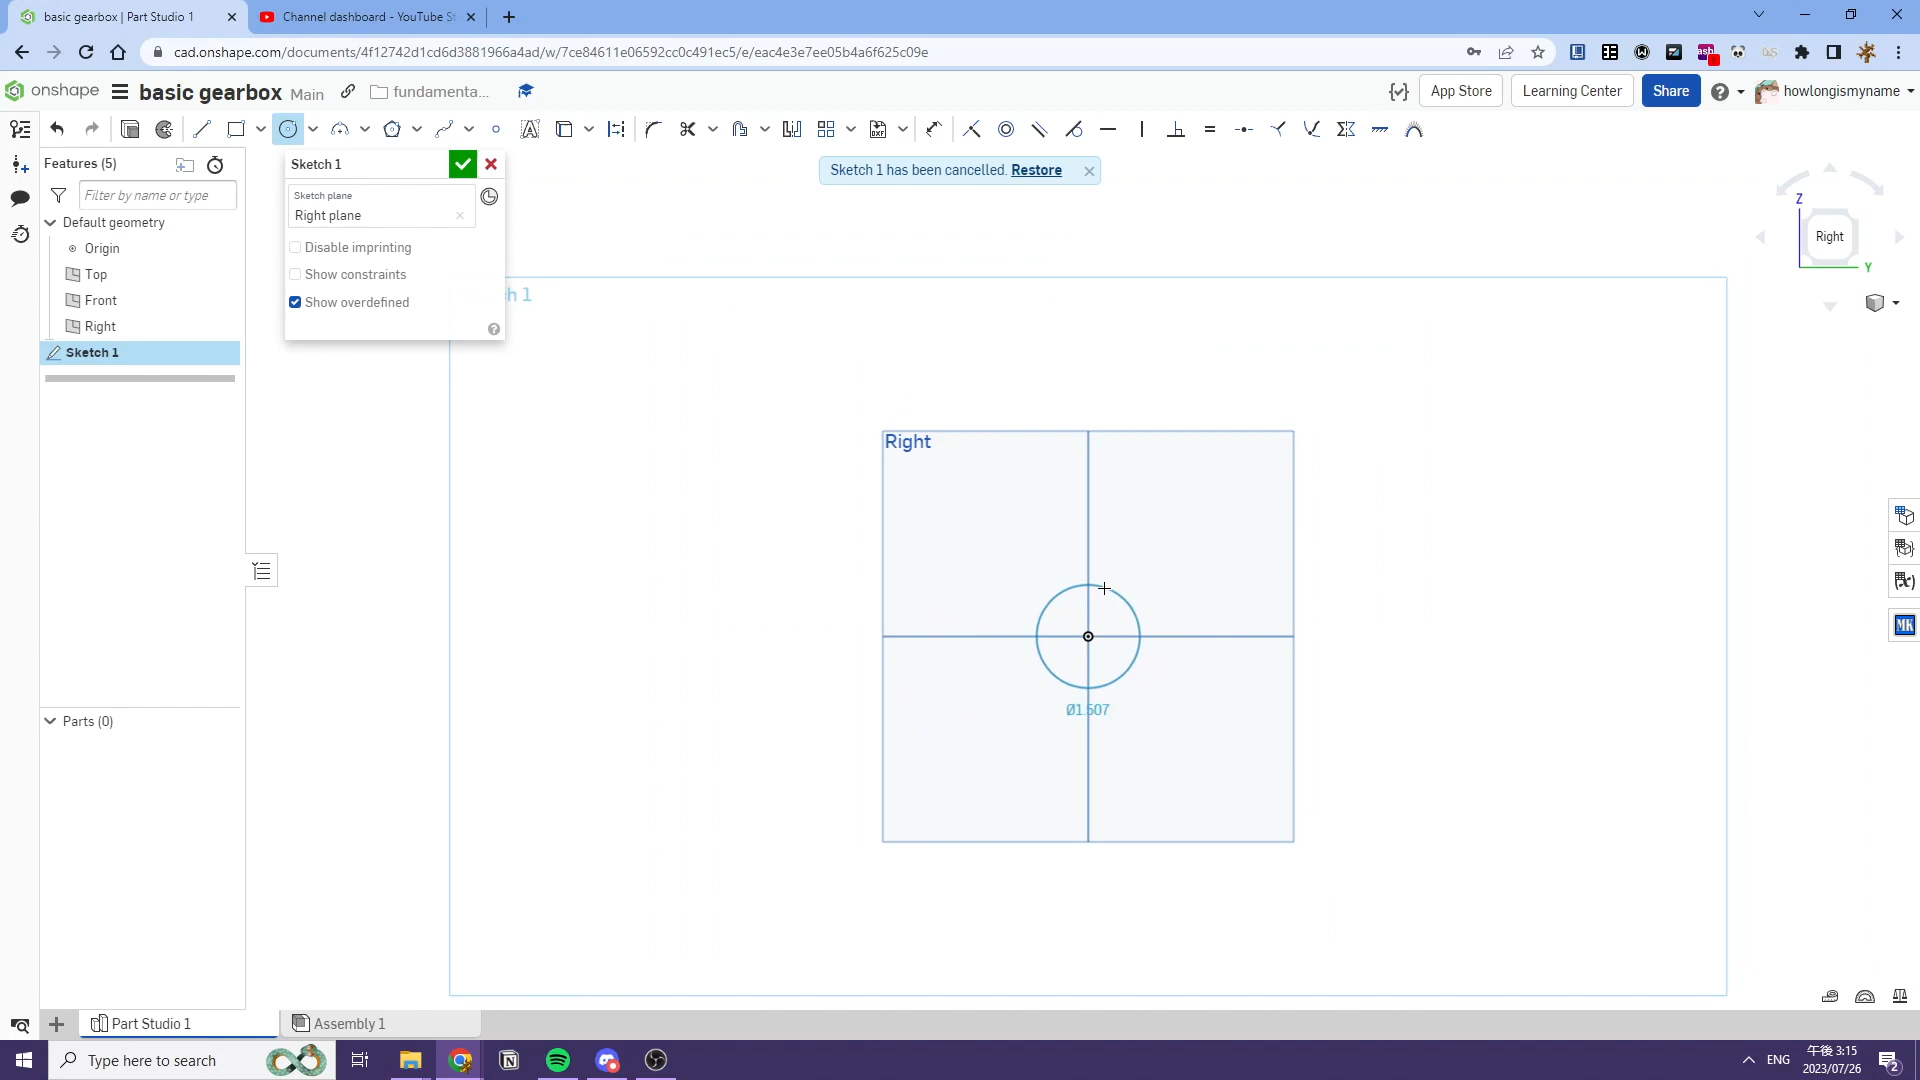 basic gearbox | Part Studio 1
Channel dashboard - YouTube St
cad.onshape.com/documents/4f12742d1cd6d3881966a4ad/w/7ce84611e06592cc0c491ec5/e/eac4e3e7ee05b4a6f625c09e
onshape
basic gearbox Main
fundamenta...
App Store
Learning Center
Share
howlongismyname
Features (5)
Filter by name or type
Default geometry
Origin
Top
Front
Right
Sketch 1
Parts (0)
Sketch 1
Sketch plane
Right plane
Disable imprinting
Show constraints
Show overdefined
Sketch 1 has been cancelled. Restore
h 1
Right
Ø1.507
Z
Right
Y
MK
Part Studio 1
Assembly 1
Type here to search
ENG
午後 3:15
2023/07/26
2